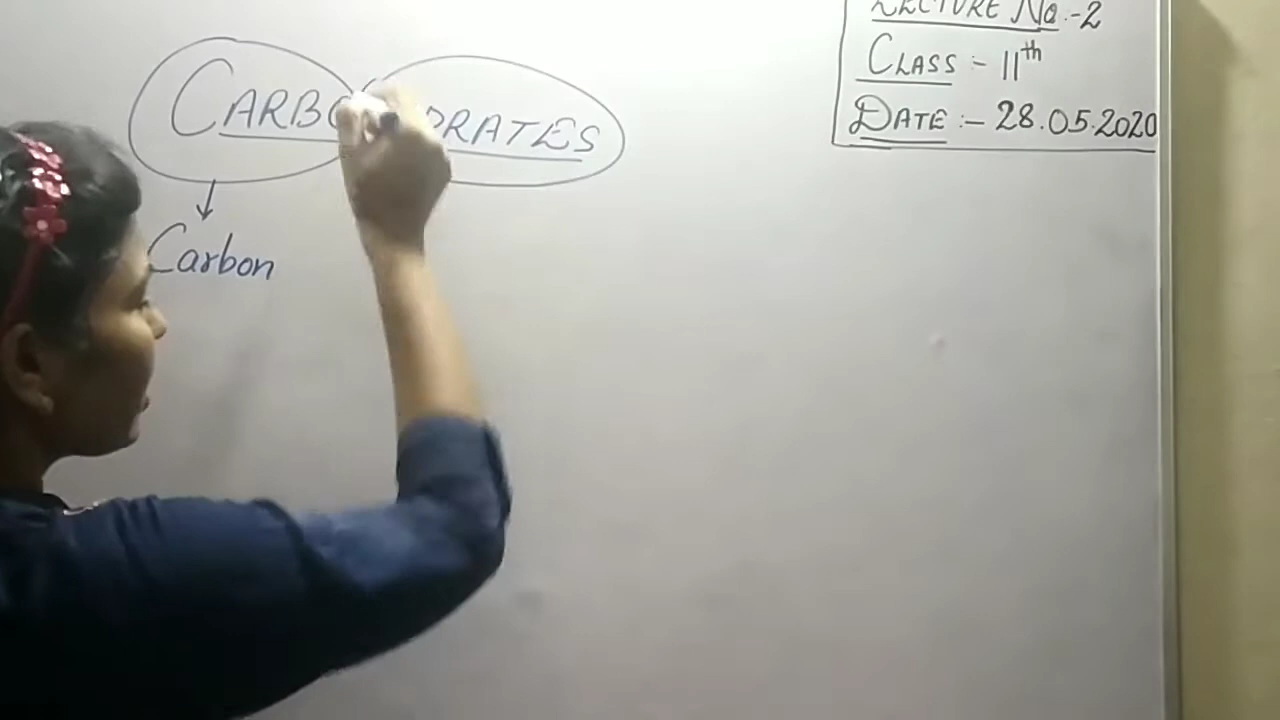 CARBOHYDRATES
Carbon
LECTURE No.:-2
CLASS :- 11th
DATE :- 28.05.2020